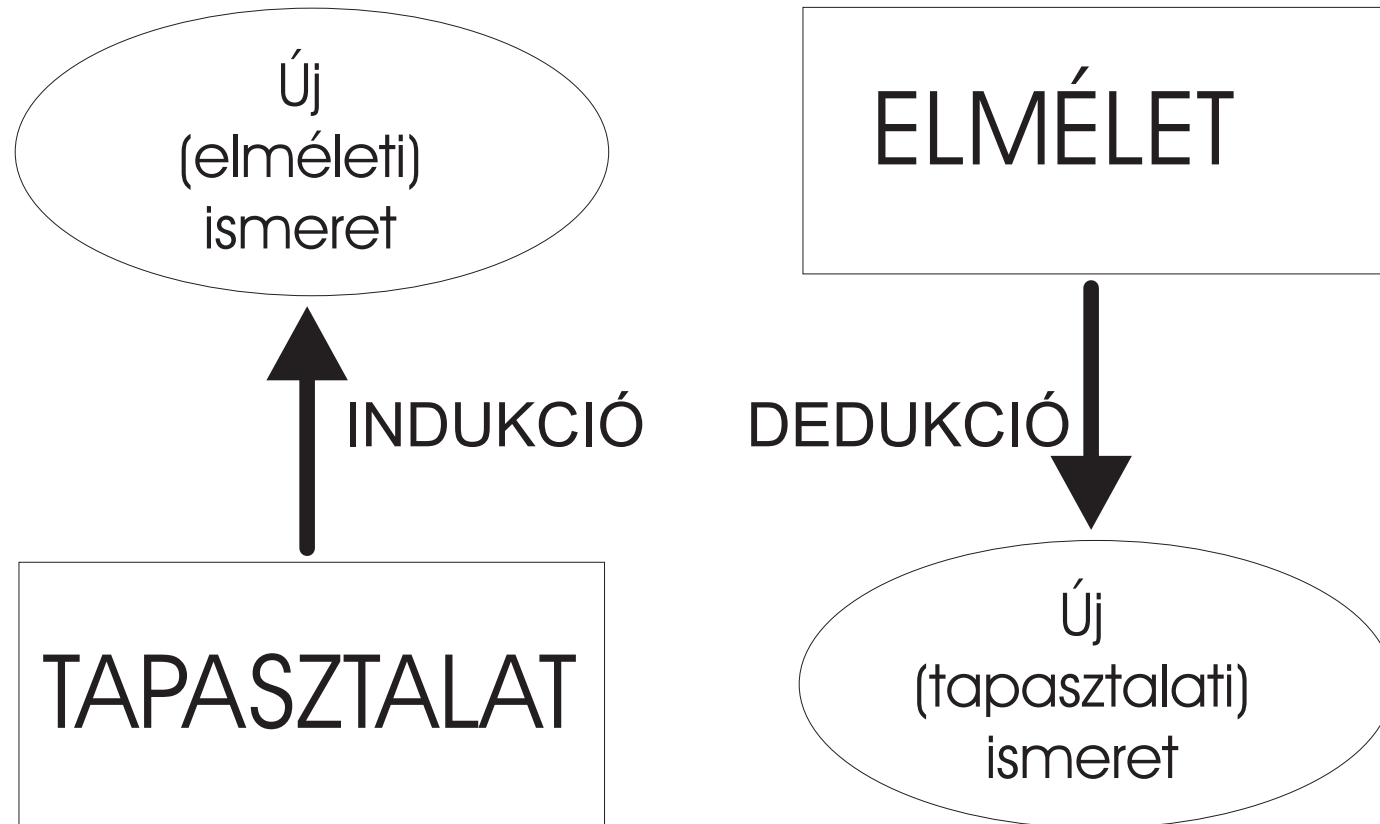 Új
(elméleti)
ismeret
INDUKCIÓ
TAPASZTALAT
ELMÉLET
DEDUKCIÓ
Új
(tapasztalati)
ismeret